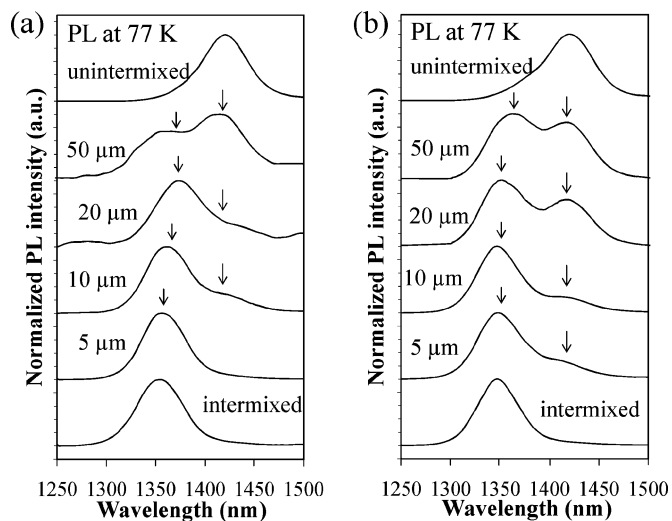 (a)
PL at 77 K
unintermixed
50 µm
20 µm
10 µm
5 µm
intermixed
Normalized PL intensity (a.u.)
1250 1300 1350 1400 1450 1500
Wavelength (nm)
(b)
PL at 77 K
unintermixed
50 µm
20 µm
10 µm
5 µm
intermixed
Normalized PL intensity (a.u.)
1250 1300 1350 1400 1450 1500
Wavelength (nm)